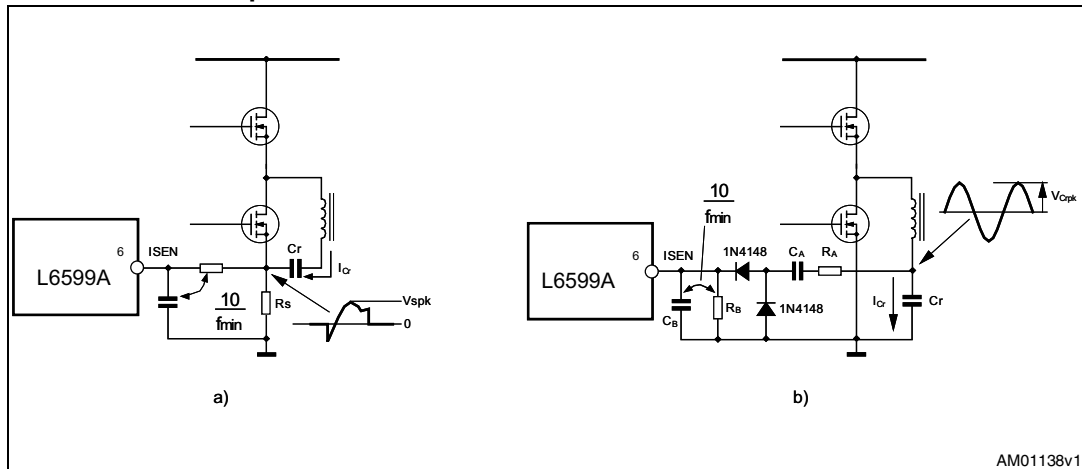 6
ISEN
L6599A
10
fmin
Cr
ICr
Rs
Vspk
0
a)
6
ISEN
L6599A
10
fmin
1N4148
CA
RA
CB
RB
1N4148
ICr
Cr
VCrpk
b)
AM01138v1